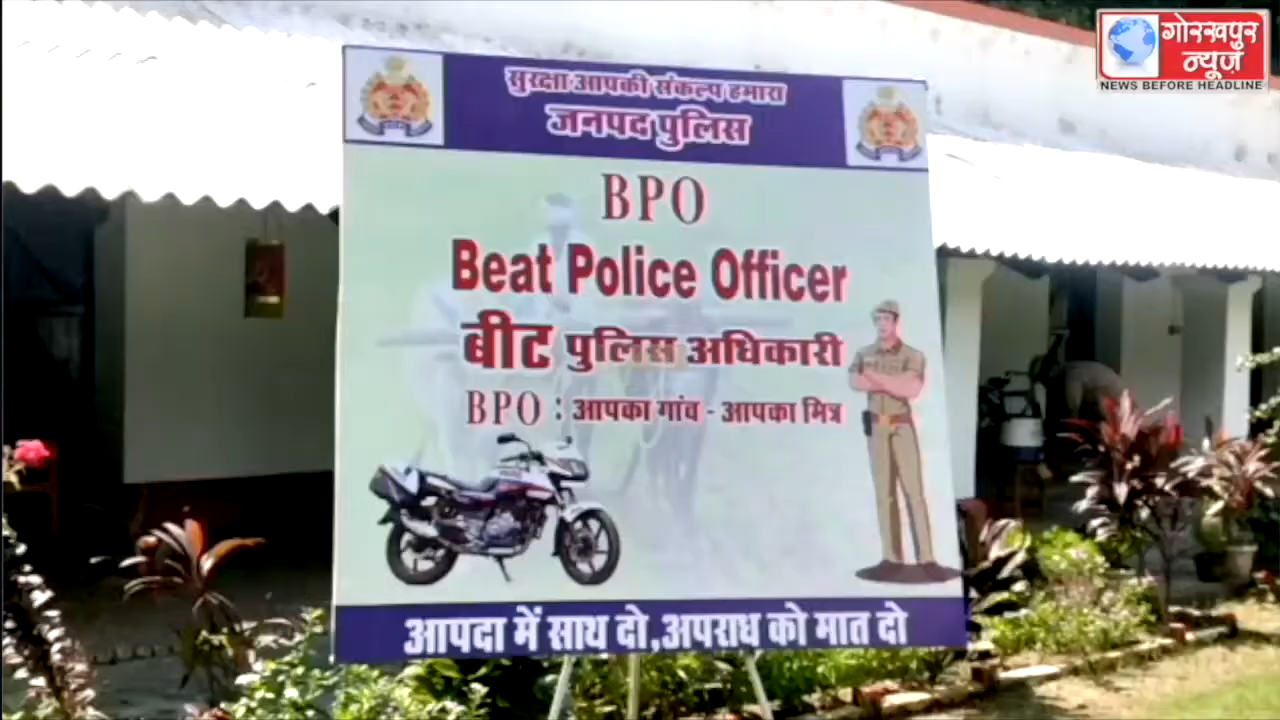 गोरखपुर
न्यूज़
NEWS BEFORE HEADLINE
सुरक्षा आपकी संकल्प हमारा
जनपद पुलिस
BPO
Beat Police Officer
बीट पुलिस अधिकारी
BPO : आपका गांव - आपका मित्र
आपदा में साथ दो,अपराध को मात दो